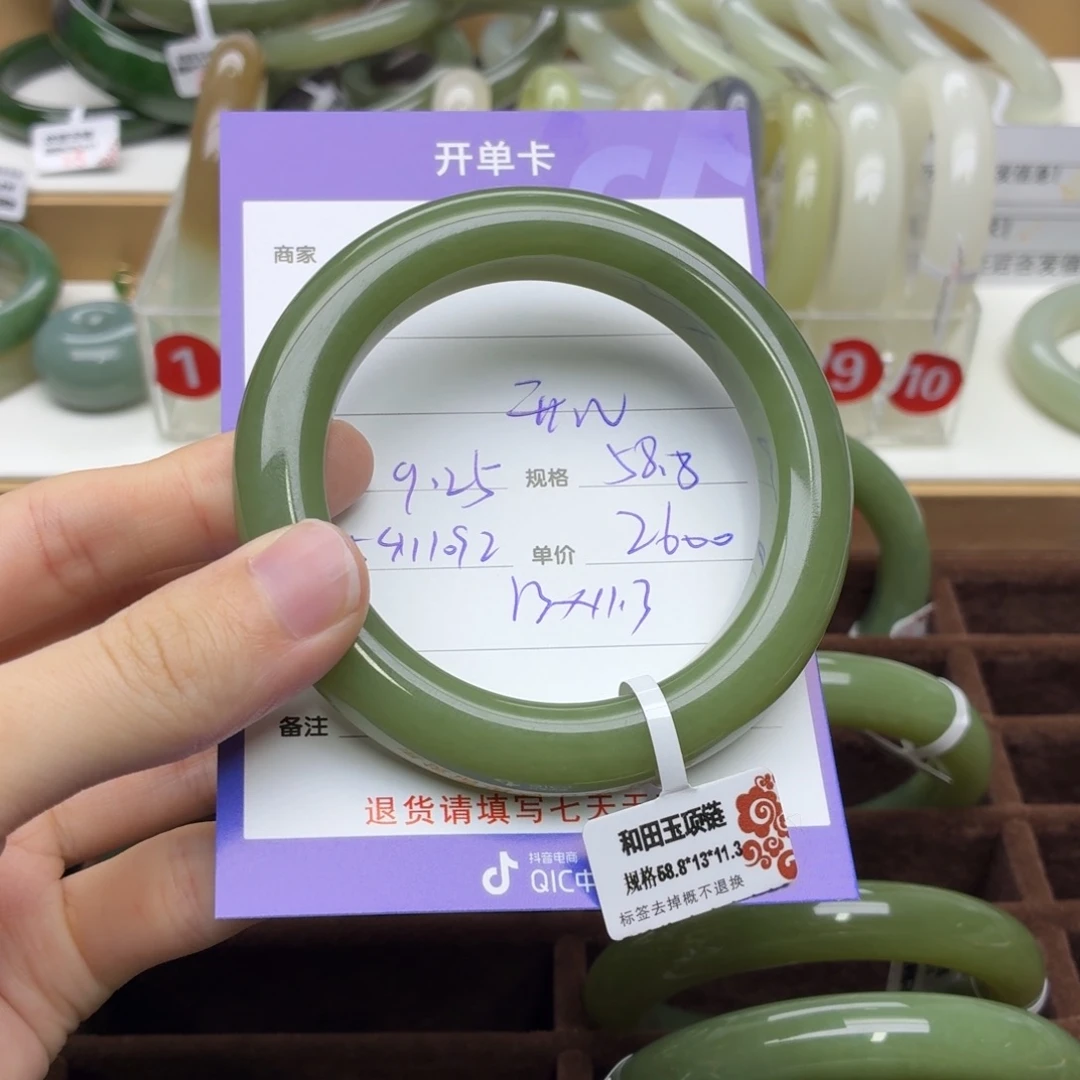 开单卡
商家
9.25 规格 58.8
41192 单价 2600
13×11.3
备注
退货请填写七天无
抖音电商
QIC中
和田玉项链
规格58.8*13*11.3
标签去掉概不退换
1
9
10